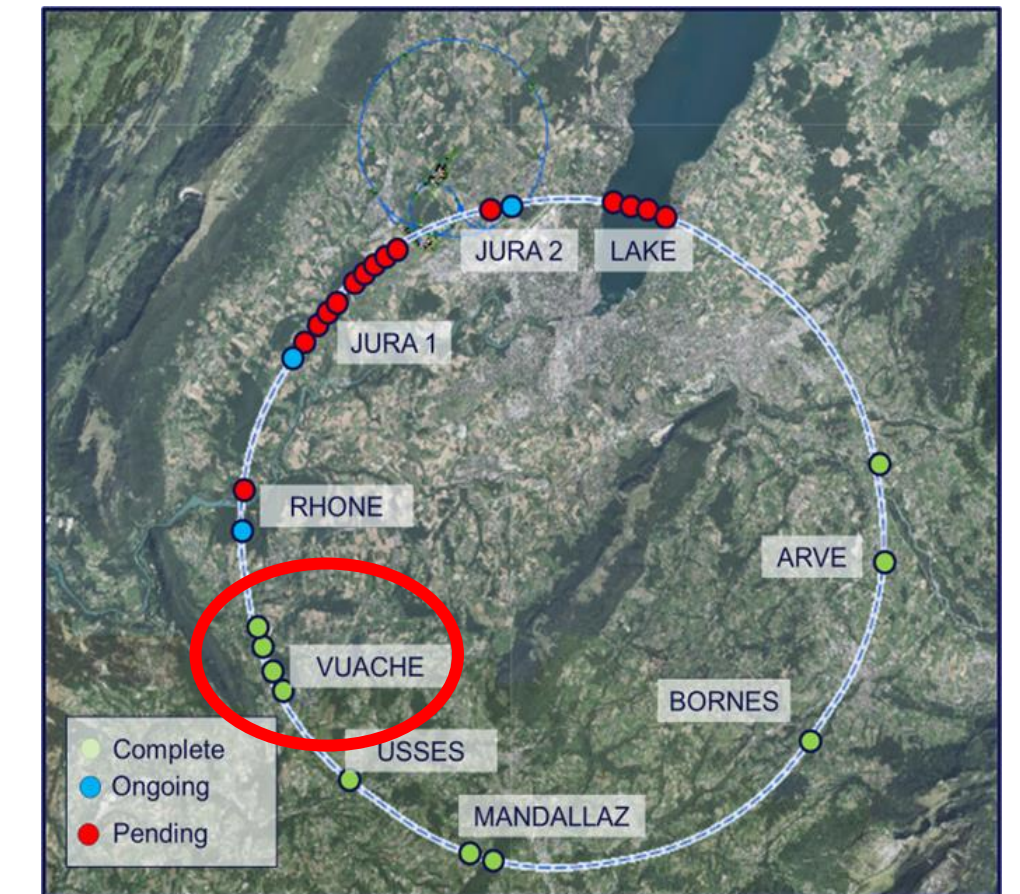 JURA 2
LAKE
JURA 1
RHONE
ARVE
VUACHE
BORNES
USSES
MANDALLAZ
Complete
Ongoing
Pending